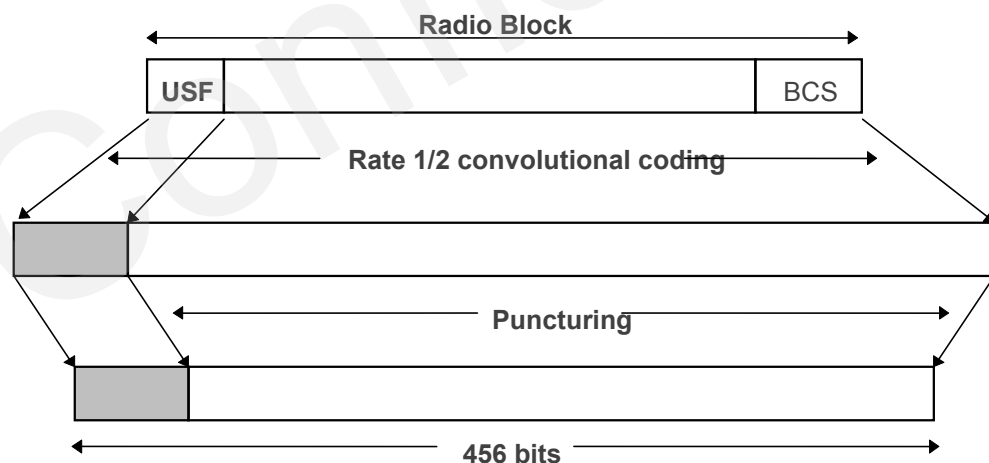 Radio Block
USF
BCS
Rate 1/2 convolutional coding
Puncturing
456 bits